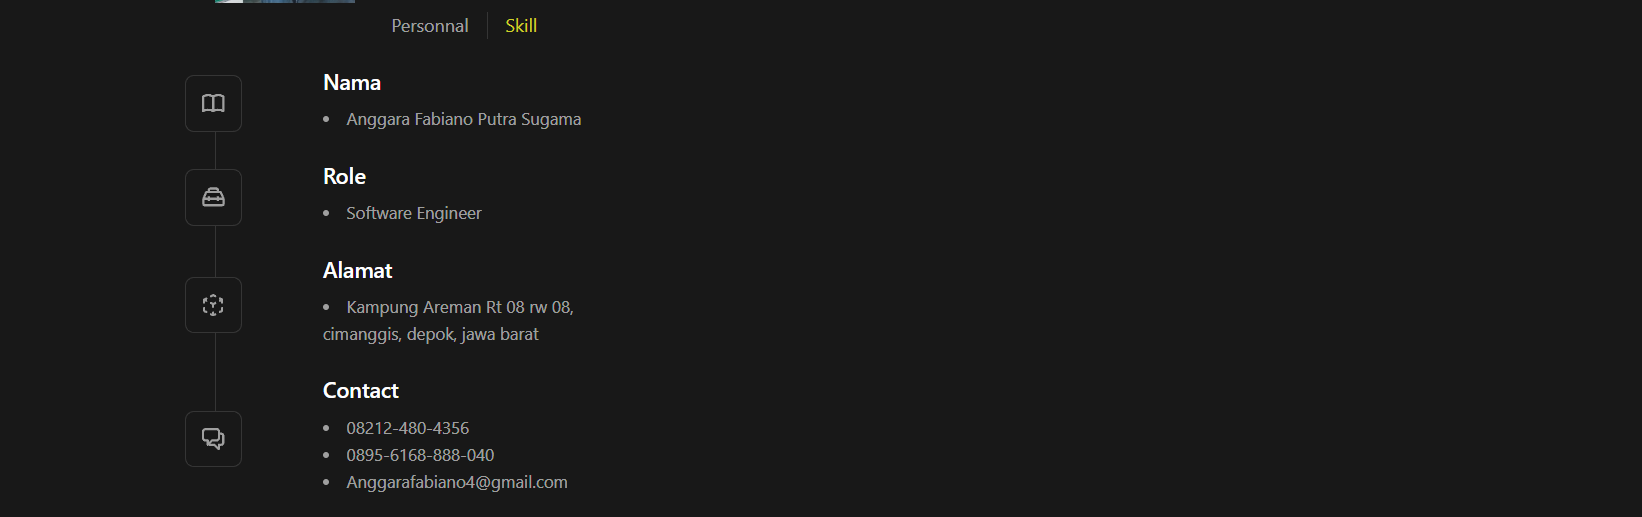 Personnal
Skill
Nama
Anggara Fabiano Putra Sugama
Role
Software Engineer
Alamat
Kampung Areman Rt 08 rw 08,
cimanggis, depok, jawa barat
Contact
08212-480-4356
0895-6168-888-040
Anggarafabiano4@gmail.com